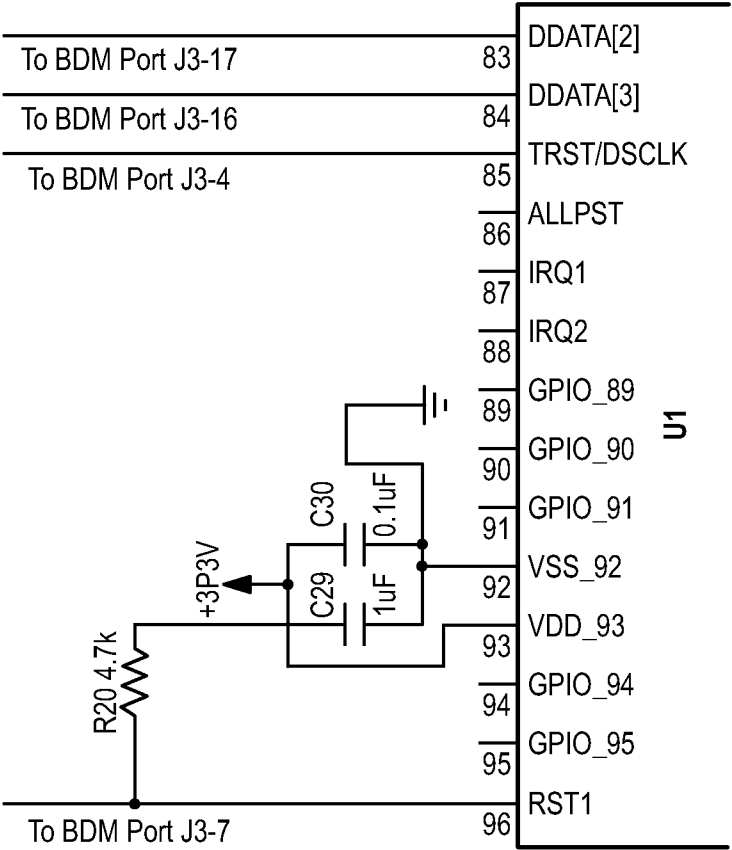 DDATA[2]
83
To BDM Port J3-17
DDATA[3]
84
To BDM Port J3-16
TRST/DSCLK
85
To BDM Port J3-4
ALLPST
86
IRQ1
87
IRQ2
88
GPIO_89
89
U1
GPIO_90
90
GPIO_91
91
C30
0.1uF
VSS_92
92
+3P3V
C29
1uF
VDD_93
93
R20 4.7k
GPIO_94
94
GPIO_95
95
RST1
96
To BDM Port J3-7